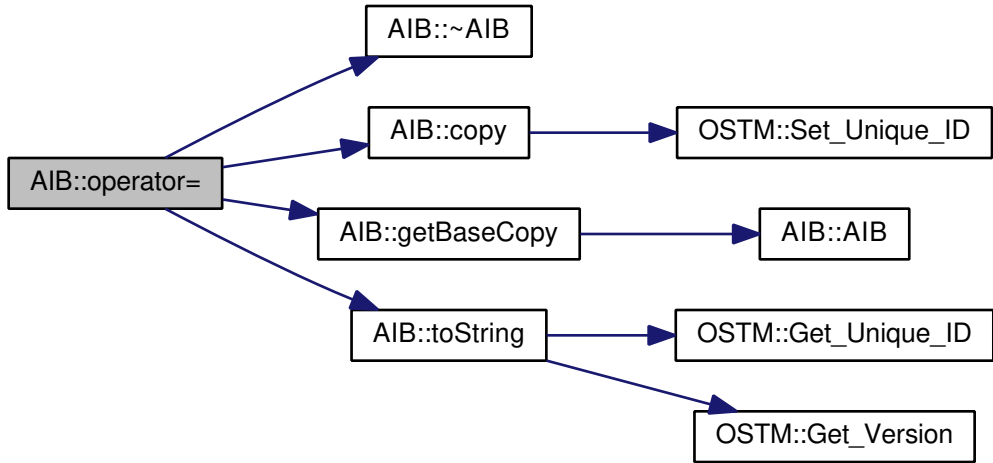 AIB::~AIB
AIB::copy
OSTM::Set_Unique_ID
AIB::operator=
AIB::getBaseCopy
AIB::AIB
AIB::toString
OSTM::Get_Unique_ID
OSTM::Get_Version